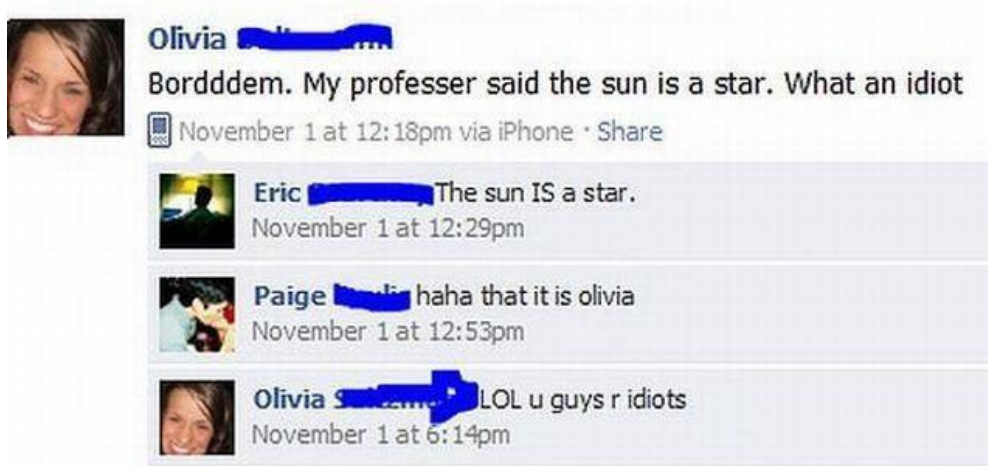 Olivia
Bordddem. My professer said the sun is a star. What an idiot
November 1 at 12:18pm via iPhone · Share
Eric The sun IS a star.
November 1 at 12:29pm
Paige haha that it is olivia
November 1 at 12:53pm
Olivia LOL u guys r idiots
November 1 at 6:14pm